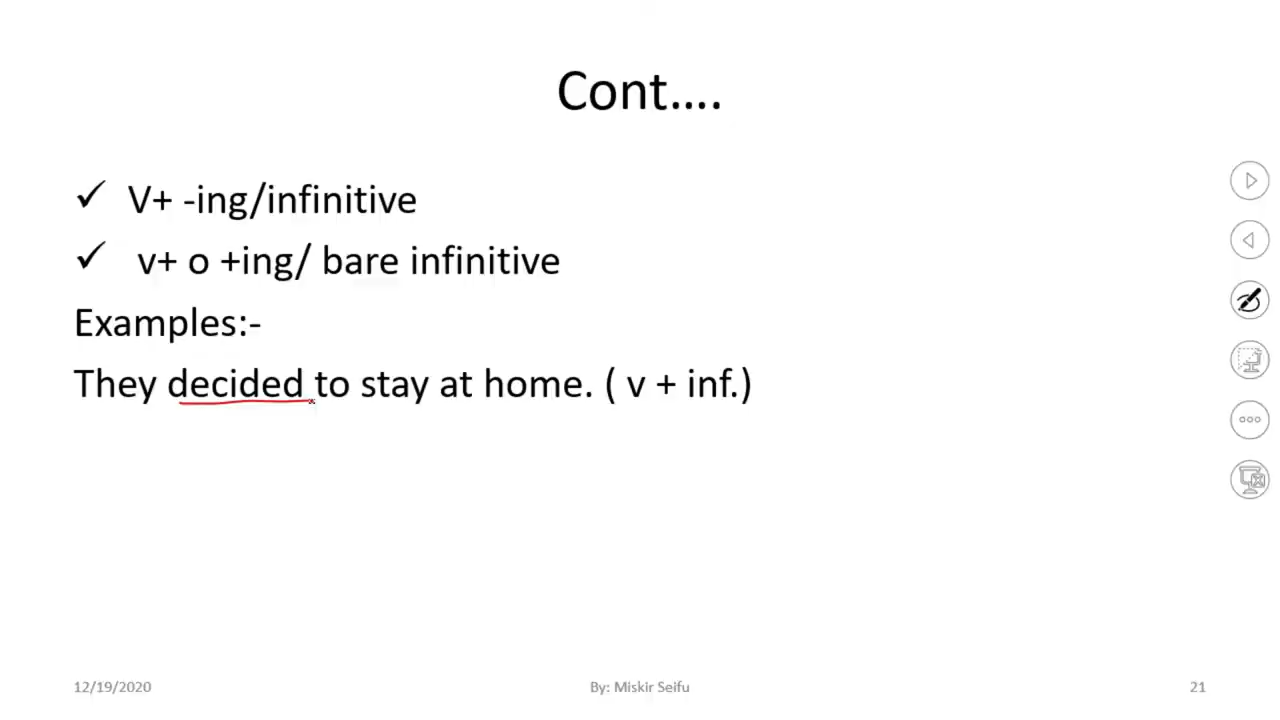 Cont....
✓ V+ -ing/infinitive
✓ v+ o +ing/ bare infinitive
Examples:-
They decided to stay at home. ( v + inf.)
12/19/2020 By: Miskir Seifu 21